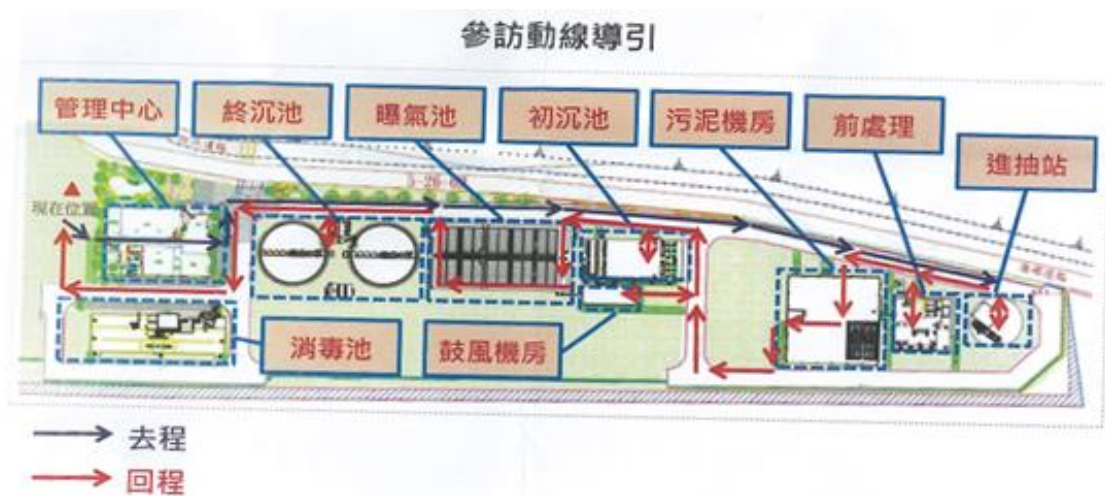 參訪動線導引
管理中心
終沉池
曝氣池
初沉池
污泥機房
前處理
進抽站
現在位置
消毒池
鼓風機房
去程
回程